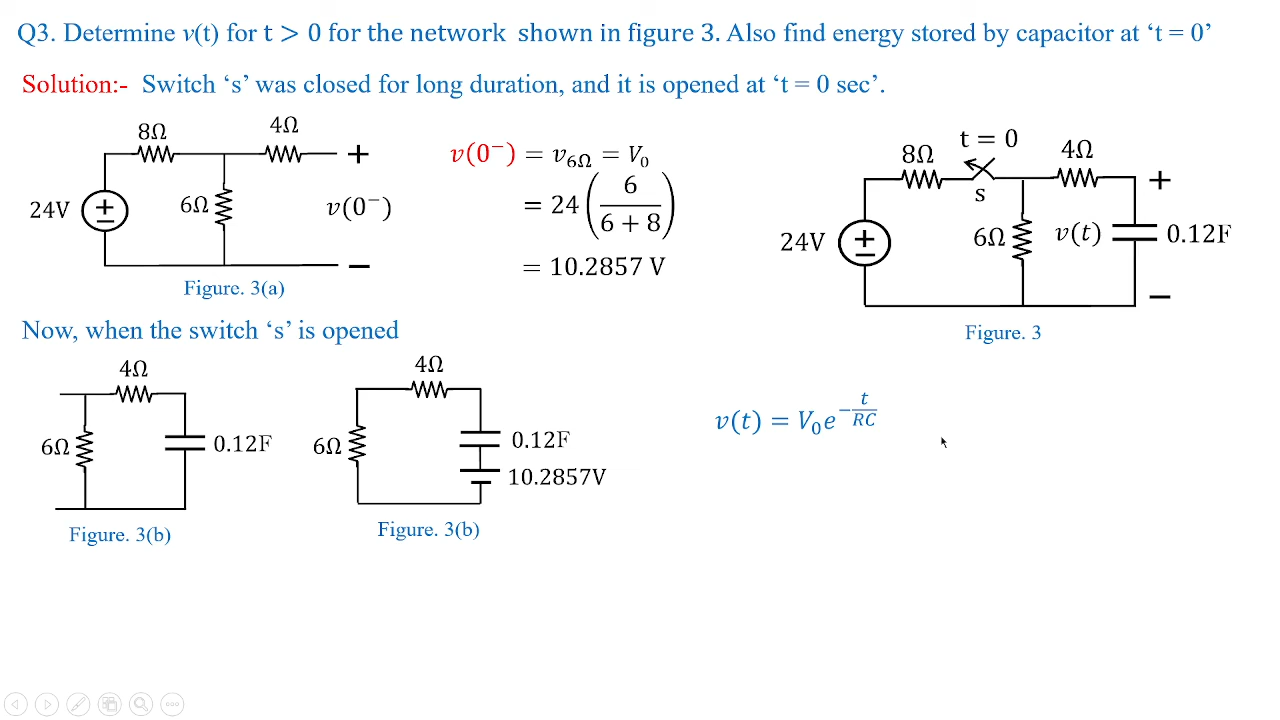 Q3. Determine v(t) for t > 0 for the network shown in figure 3. Also find energy stored by capacitor at ‘t = 0’
Solution:- Switch ‘s’ was closed for long duration, and it is opened at ‘t = 0 sec’.
8Ω
4Ω
24V
6Ω
+
v(0⁻)
−
Figure. 3(a)
v(0⁻) = v6Ω = V₀
= 24 (6 / (6 + 8))
= 10.2857 V
t = 0
8Ω
4Ω
s
24V
6Ω
+
v(t)
0.12F
−
Figure. 3
Now, when the switch ‘s’ is opened
4Ω
6Ω
0.12F
Figure. 3(b)
4Ω
6Ω
0.12F
10.2857V
Figure. 3(b)
v(t) = V₀e^(−t/RC)